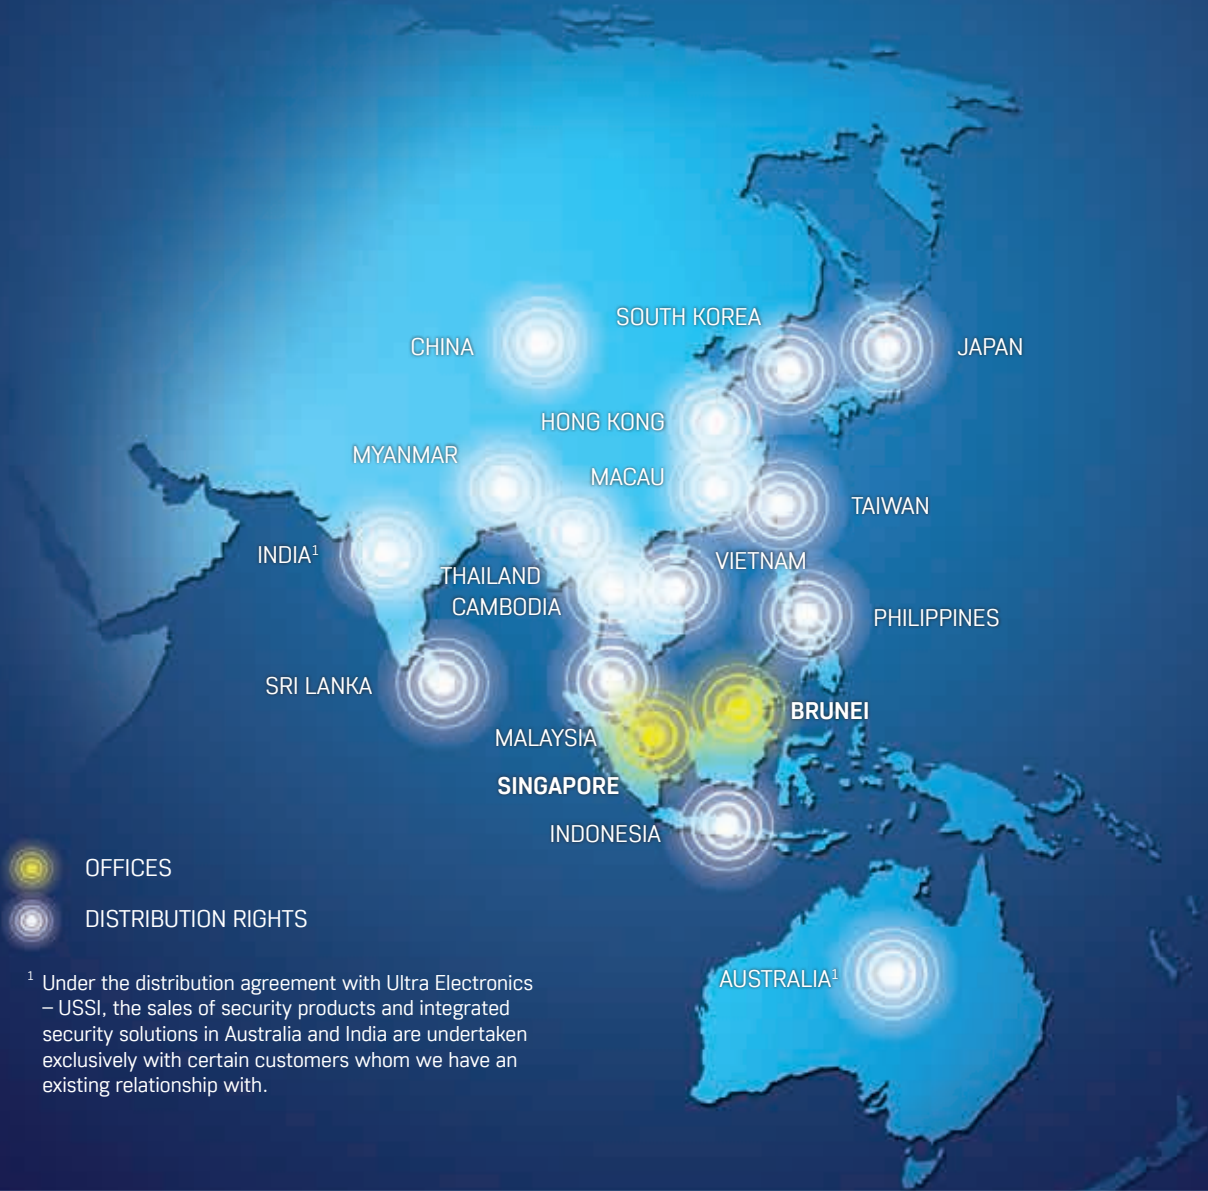 SOUTH KOREA
CHINA
JAPAN
HONG KONG
MYANMAR
MACAU
TAIWAN
INDIA¹
VIETNAM
THAILAND
CAMBODIA
PHILIPPINES
SRI LANKA
BRUNEI
MALAYSIA
SINGAPORE
INDONESIA
OFFICES
DISTRIBUTION RIGHTS
AUSTRALIA¹
¹ Under the distribution agreement with Ultra Electronics
– USSI, the sales of security products and integrated
security solutions in Australia and India are undertaken
exclusively with certain customers whom we have an
existing relationship with.